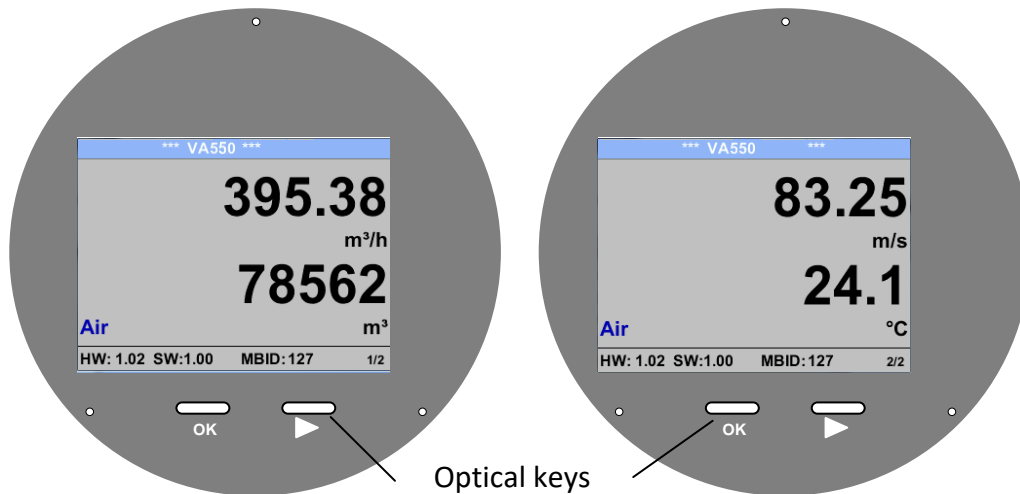 *** VA550 ***
395.38
m³/h
78562
Air m³
HW: 1.02 SW:1.00 MBID:127 1/2
OK
*** VA550 ***
83.25
m/s
24.1
Air °C
HW: 1.02 SW:1.00 MBID:127 2/2
OK
Optical keys